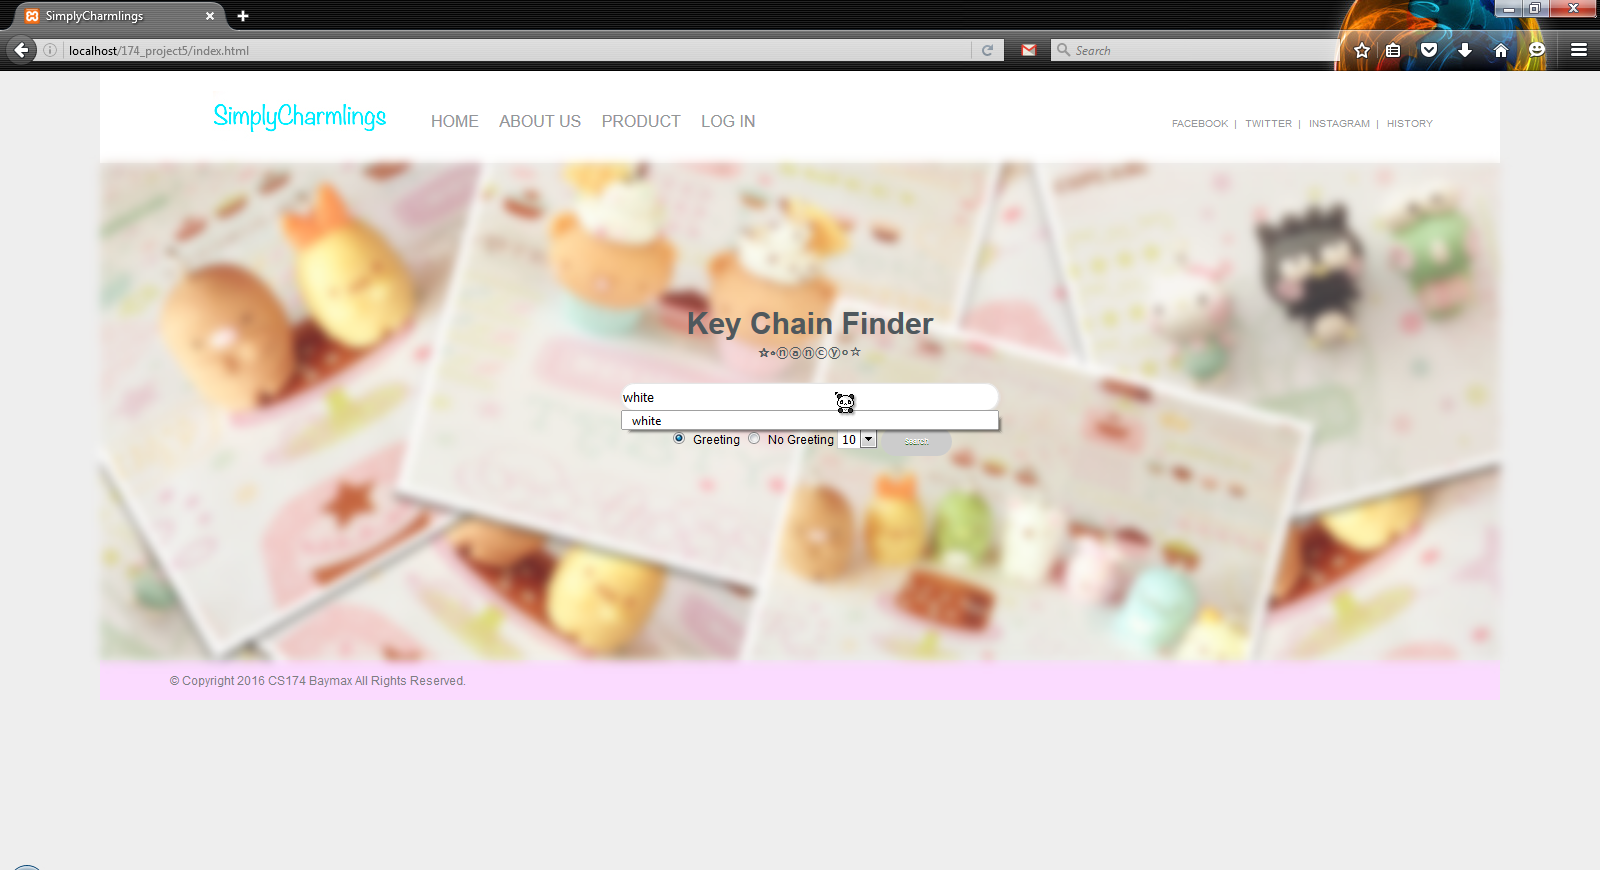 SimplyCharmlings
localhost/174_project5/index.html
Search
SimplyCharmlings
HOME ABOUT US PRODUCT LOG IN
FACEBOOK | TWITTER | INSTAGRAM | HISTORY
Key Chain Finder
☆∘ⓝⓐⓝⓒⓨ∘☆
white
white
Greeting No Greeting 10 Search
© Copyright 2016 CS174 Baymax All Rights Reserved.